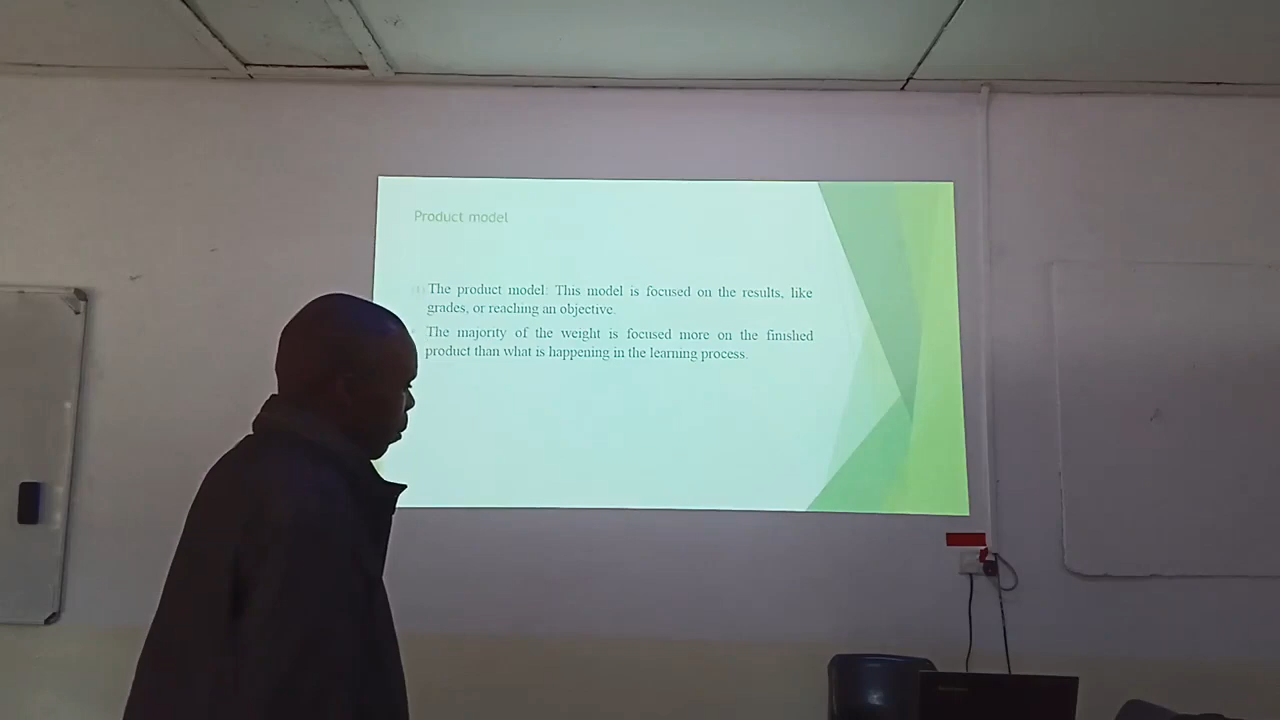 Product model
The product model: This model is focused on the results, like
grades, or reaching an objective.
The majority of the weight is focused more on the finished
product than what is happening in the learning process.